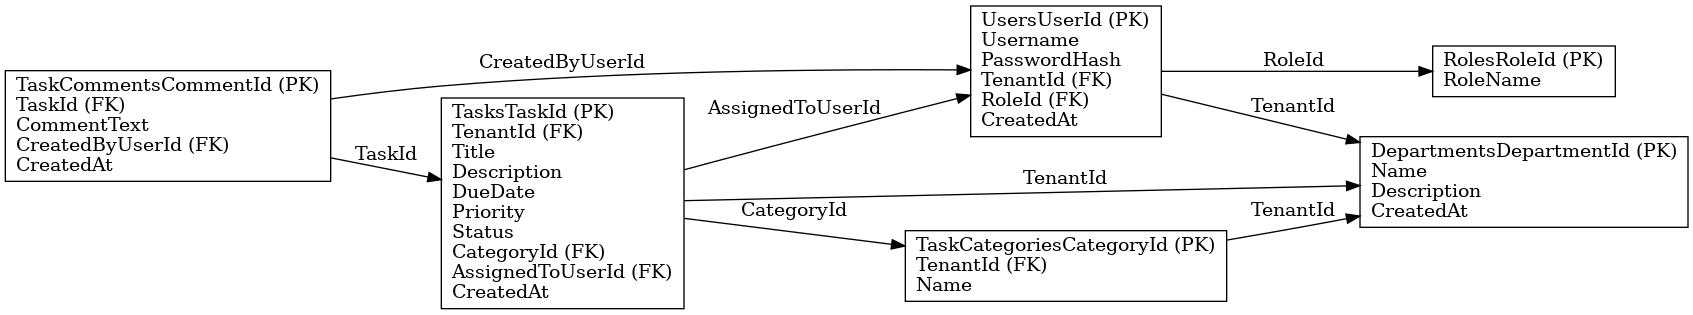 TaskCommentsCommentId (PK)
TaskId (FK)
CommentText
CreatedByUserId (FK)
CreatedAt
CreatedByUserId
TaskId
TasksTaskId (PK)
TenantId (FK)
Title
Description
DueDate
Priority
Status
CategoryId (FK)
AssignedToUserId (FK)
CreatedAt
AssignedToUserId
TenantId
CategoryId
UsersUserId (PK)
Username
PasswordHash
TenantId (FK)
RoleId (FK)
CreatedAt
TaskCategoriesCategoryId (PK)
TenantId (FK)
Name
RoleId
TenantId
TenantId
RolesRoleId (PK)
RoleName
DepartmentsDepartmentId (PK)
Name
Description
CreatedAt